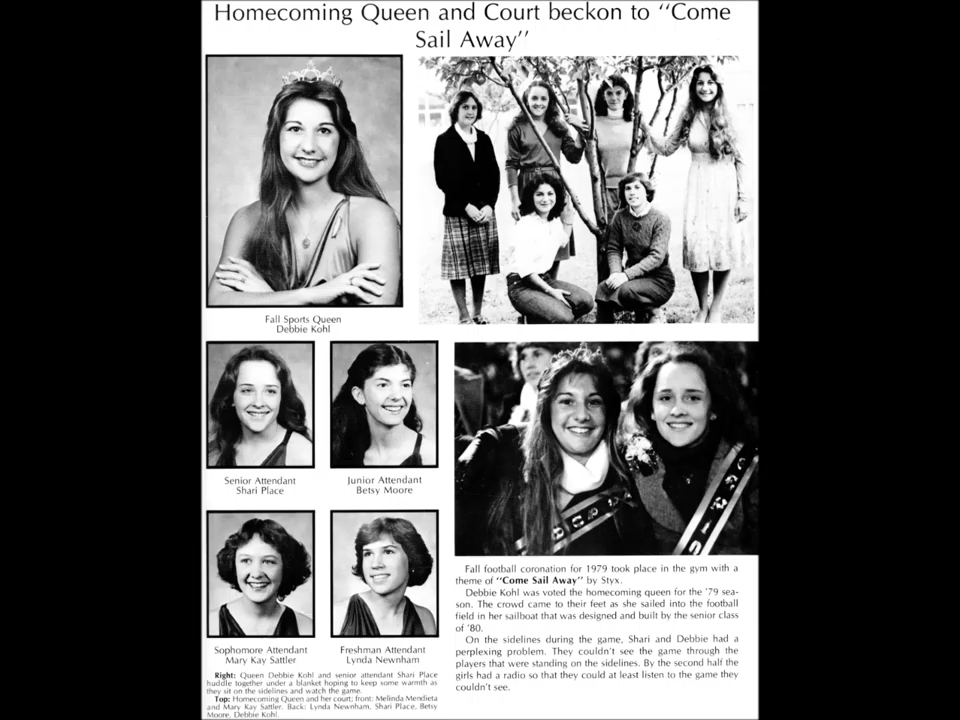 Homecoming Queen and Court beckon to "Come
Sail Away"
Fall Sports Queen
Debbie Kohl
Senior Attendant
Shari Place
Junior Attendant
Betsy Moore
Sophomore Attendant
Mary Kay Sattler
Freshman Attendant
Lynda Newnham
Right: Queen Debbie Kohl and senior attendant Shari Place
huddle together under a blanket hoping to keep some warmth as
they sit on the sidelines and watch the game.
Top: Homecoming Queen and her court; front: Melinda Mendieta
and Mary Kay Sattler. Back: Lynda Newnham, Shari Place, Betsy
Moore, Debbie Kohl.
Fall football coronation for 1979 took place in the gym with a
theme of "Come Sail Away" by Styx.
Debbie Kohl was voted the homecoming queen for the '79 sea-
son. The crowd came to their feet as she sailed into the football
field in her sailboat that was designed and built by the senior class
of '80.
On the sidelines during the game, Shari and Debbie had a
perplexing problem. They couldn't see the game through the
players that were standing on the sidelines. By the second half the
girls had a radio so that they could at least listen to the game they
couldn't see.